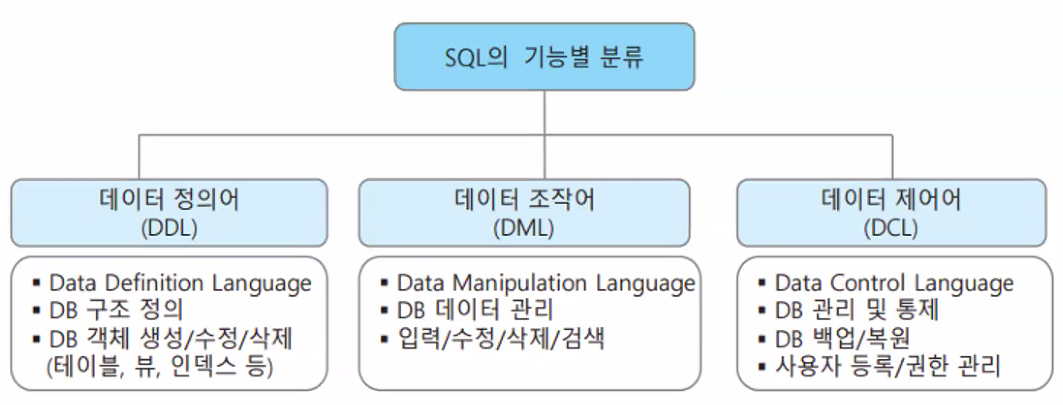 SQL의 기능별 분류
데이터 정의어
(DDL)
▪ Data Definition Language
▪ DB 구조 정의
▪ DB 객체 생성/수정/삭제
(테이블, 뷰, 인덱스 등)
데이터 조작어
(DML)
▪ Data Manipulation Language
▪ DB 데이터 관리
▪ 입력/수정/삭제/검색
데이터 제어어
(DCL)
▪ Data Control Language
▪ DB 관리 및 통제
▪ DB 백업/복원
▪ 사용자 등록/권한 관리